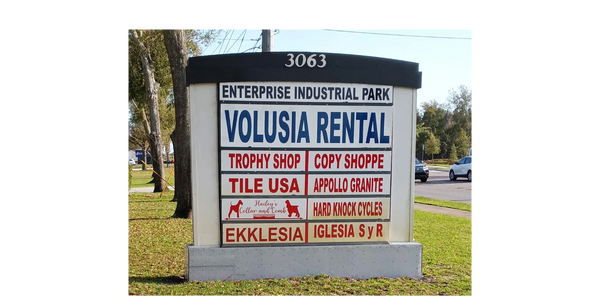 3063
ENTERPRISE INDUSTRIAL PARK
VOLUSIA RENTAL
TROPHY SHOP
COPY SHOPPE
TILE USA
APPOLLO GRANITE
Hailey's
Collar and Comb
HARD KNOCK CYCLES
EKKLESIA
IGLESIA S y R